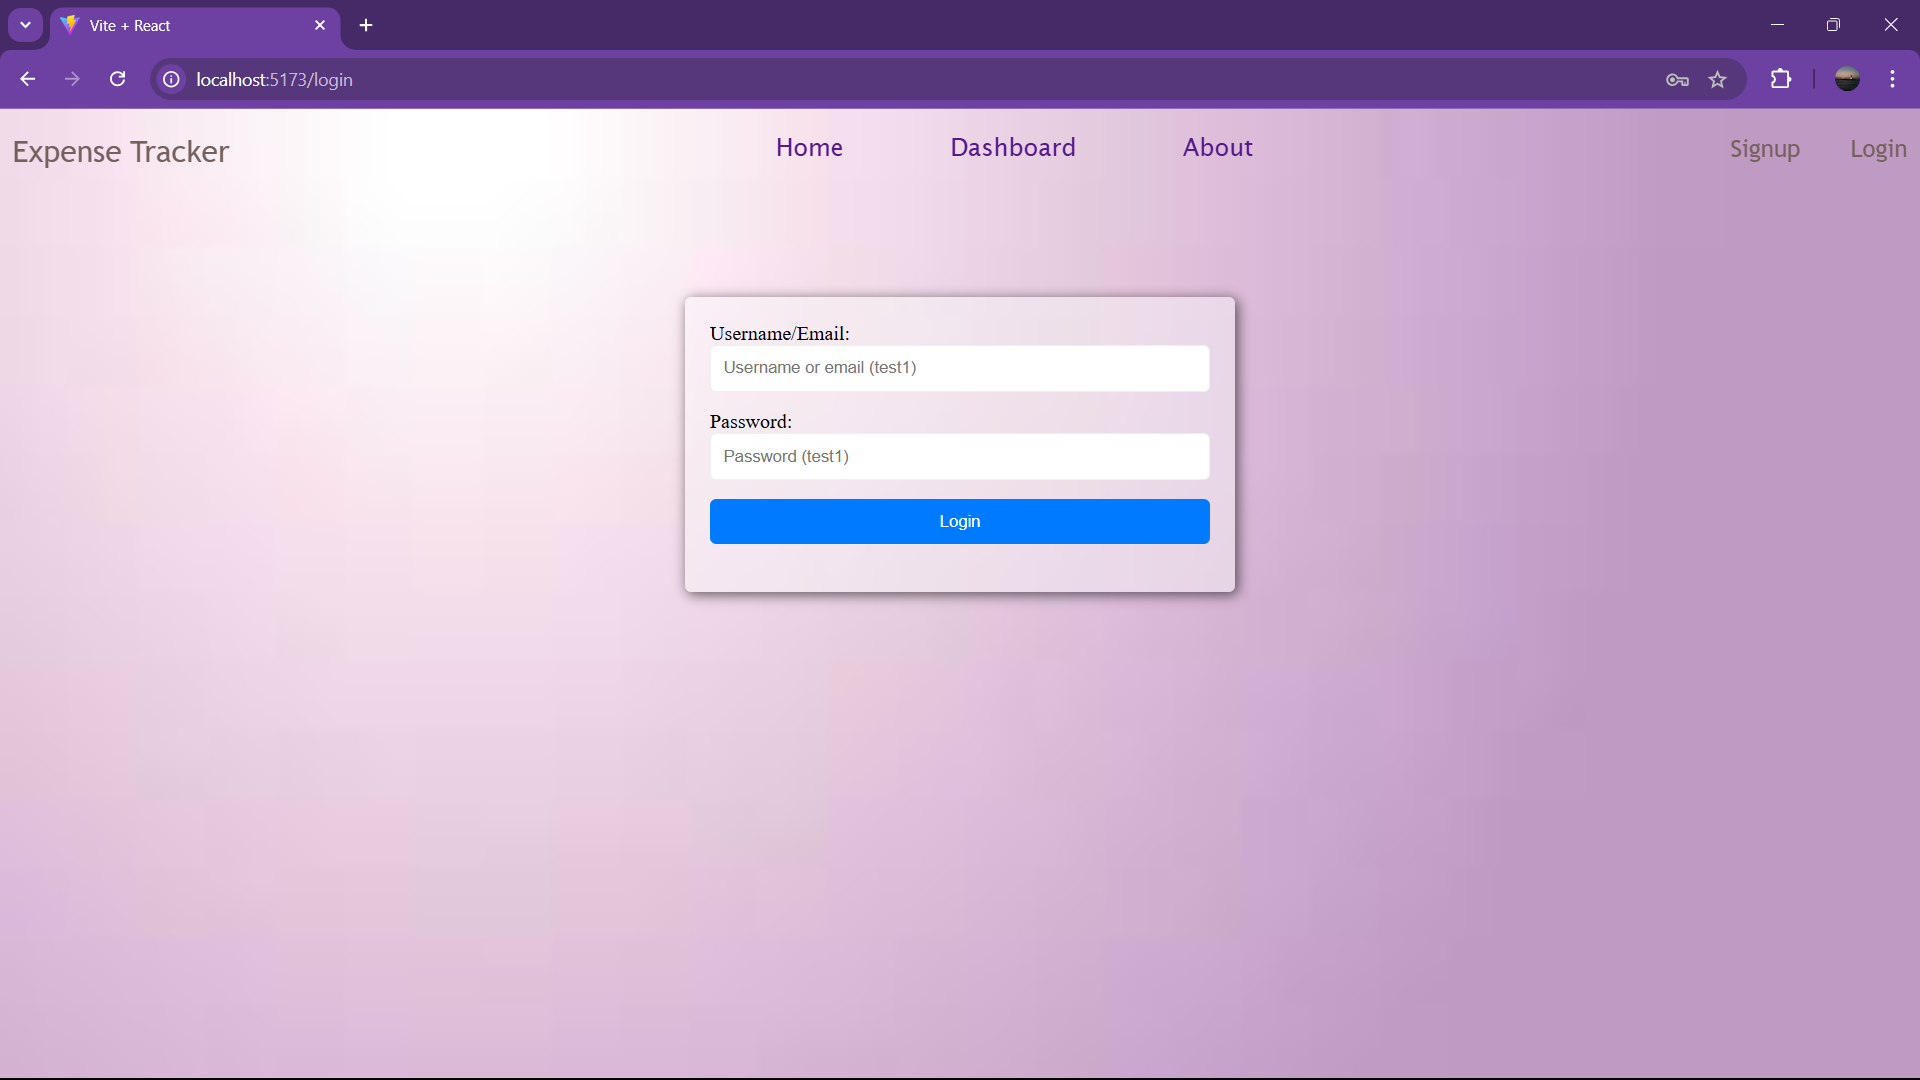 Vite + React
localhost:5173/login
Expense Tracker
Home
Dashboard
About
Signup
Login
Username/Email:
Username or email (test1)
Password:
Password (test1)
Login